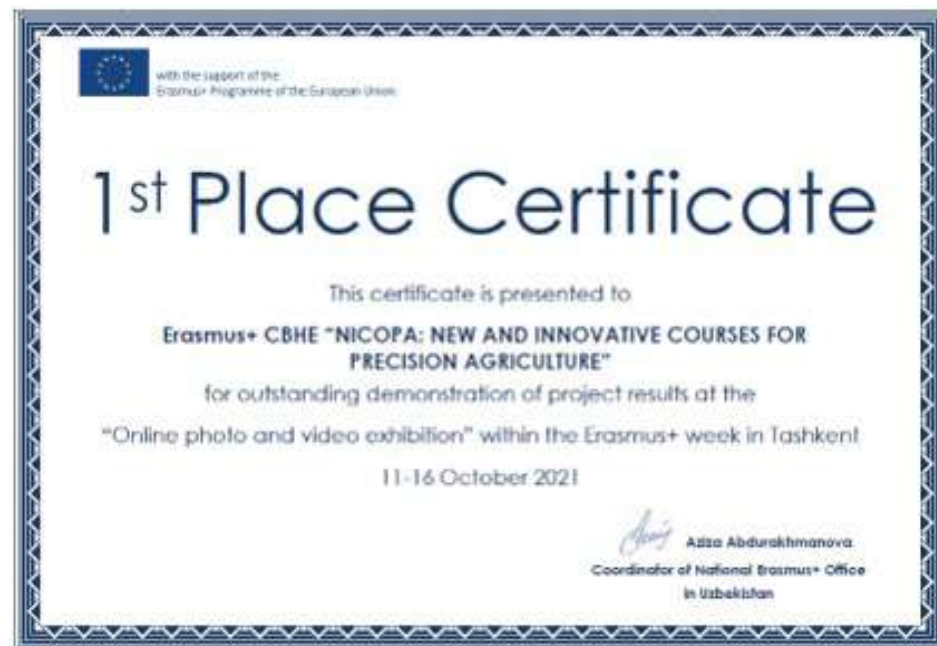 with the support of the
Erasmus+ Programme of the European Union
1st Place Certificate
This certificate is presented to
Erasmus+ CBHE "NICOPA: NEW AND INNOVATIVE COURSES FOR
PRECISION AGRICULTURE"
for outstanding demonstration of project results at the
"Online photo and video exhibition" within the Erasmus+ week in Tashkent
11-16 October 2021
Aziza Abdurakhmanova
Coordinator of National Erasmus+ Office
in Uzbekistan